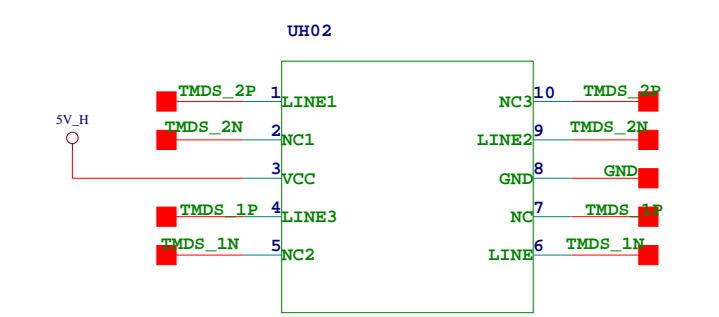 UH02
TMDS_2P 1 LINE1 NC3 10 TMDS_2P
5V_H
TMDS_2N 2 NC1 LINE2 9 TMDS_2N
3 VCC GND 8 GND
TMDS_1P 4 LINE3 NC 7 TMDS_1P
TMDS_1N 5 NC2 LINE 6 TMDS_1N